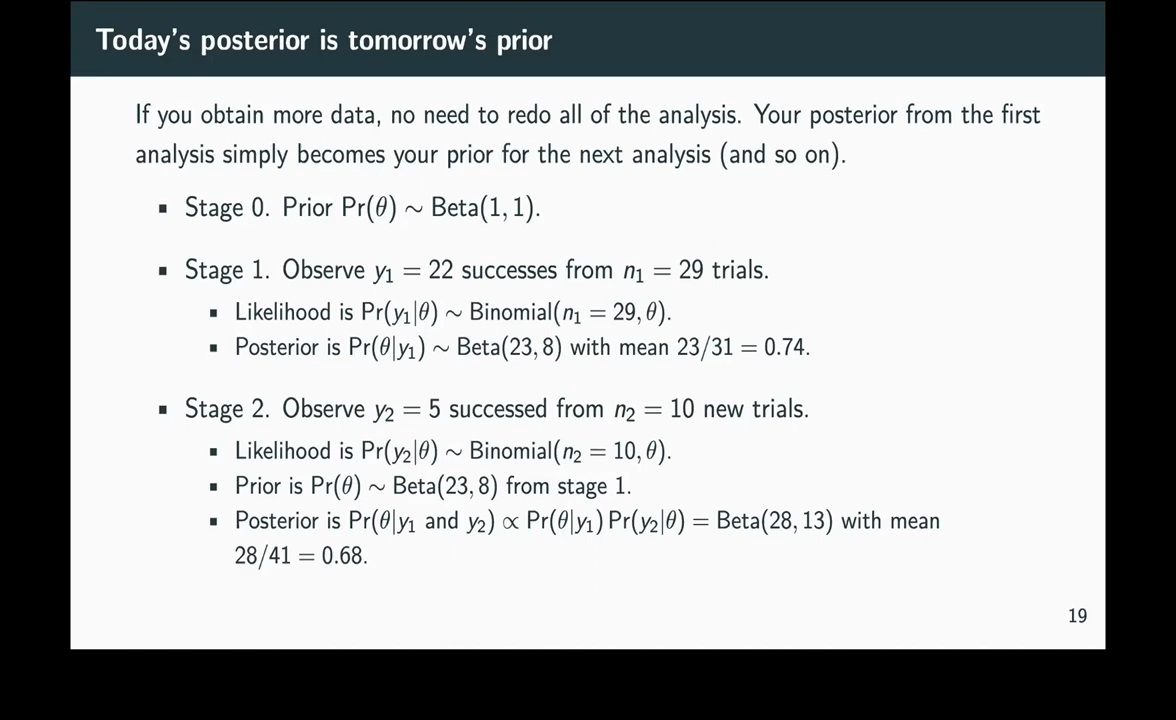 Today's posterior is tomorrow's prior
If you obtain more data, no need to redo all of the analysis. Your posterior from the first
analysis simply becomes your prior for the next analysis (and so on).
▪ Stage 0. Prior Pr(θ) ∼ Beta(1, 1).
▪ Stage 1. Observe y₁ = 22 successes from n₁ = 29 trials.
▪ Likelihood is Pr(y₁|θ) ∼ Binomial(n₁ = 29, θ).
▪ Posterior is Pr(θ|y₁) ∼ Beta(23, 8) with mean 23/31 = 0.74.
▪ Stage 2. Observe y₂ = 5 successed from n₂ = 10 new trials.
▪ Likelihood is Pr(y₂|θ) ∼ Binomial(n₂ = 10, θ).
▪ Prior is Pr(θ) ∼ Beta(23, 8) from stage 1.
▪ Posterior is Pr(θ|y₁ and y₂) ∝ Pr(θ|y₁) Pr(y₂|θ) = Beta(28, 13) with mean
28/41 = 0.68.
19